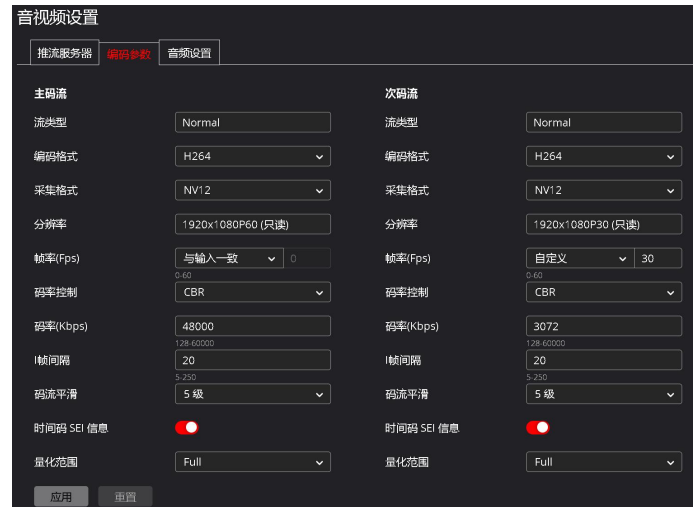 音视频设置
推流服务器 编码参数 音频设置
主码流 次码流
流类型 Normal 流类型 Normal
编码格式 H264 编码格式 H264
采集格式 NV12 采集格式 NV12
分辨率 1920x1080P60 (只读) 分辨率 1920x1080P30 (只读)
帧率(Fps) 与输入一致 0 帧率(Fps) 自定义 30
0-60 0-60
码率控制 CBR 码率控制 CBR
码率(Kbps) 48000 码率(Kbps) 3072
128-60000 128-60000
I帧间隔 20 I帧间隔 20
5-250 5-250
码流平滑 5 级 码流平滑 5 级
时间码 SEI 信息 时间码 SEI 信息
量化范围 Full 量化范围 Full
应用 重置